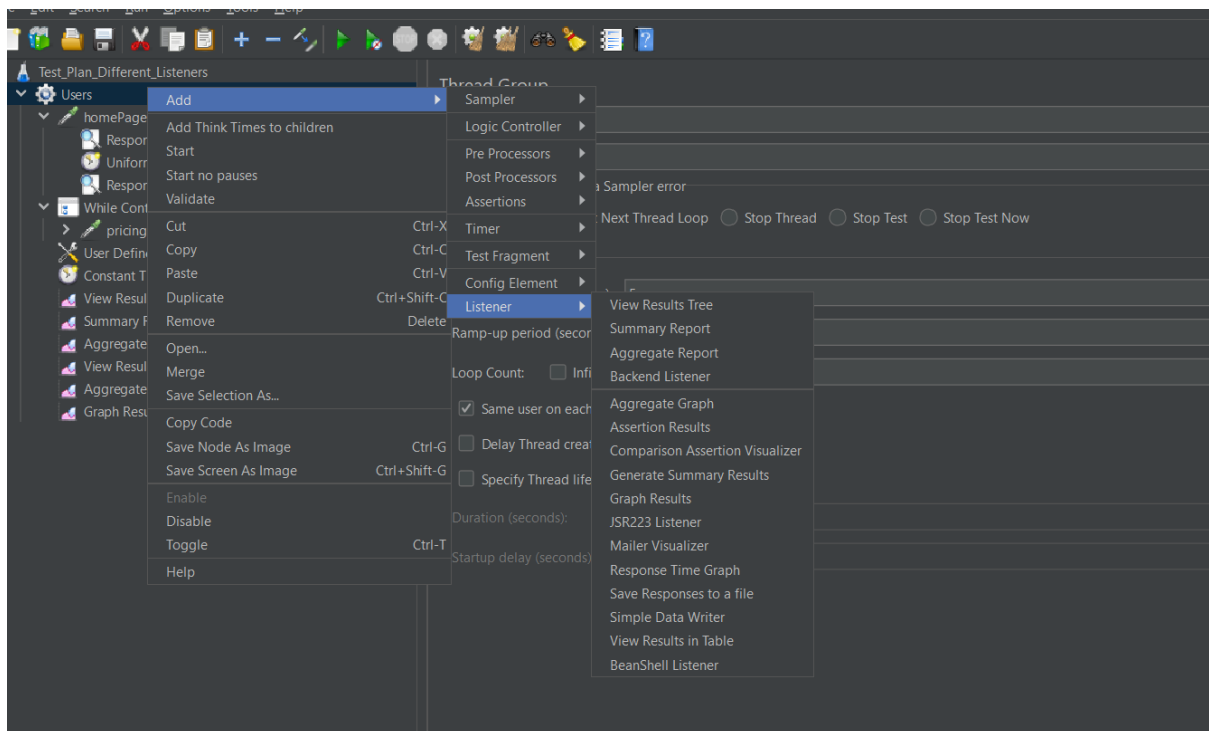 Edit Search Run Options Tools Help
Test_Plan_Different_Listeners
Users
homePage
Respor
Uniforr
Respor
While Cont
pricing
User Defin
Constant T
View Resul
Summary R
Aggregate
View Resul
Aggregate
Graph Resu
Add
Add Think Times to children
Start
Start no pauses
Validate
Cut Ctrl-X
Copy Ctrl-C
Paste Ctrl-V
Duplicate Ctrl+Shift-C
Remove Delete
Open...
Merge
Save Selection As...
Copy Code
Save Node As Image Ctrl-G
Save Screen As Image Ctrl+Shift-G
Enable
Disable
Toggle Ctrl-T
Help
Thread Group
Sampler
Logic Controller
Pre Processors
Post Processors
Assertions
Timer
Test Fragment
Config Element
Listener
a Sampler error
Next Thread Loop Stop Thread Stop Test Stop Test Now
Ramp-up period (secor
Loop Count: Infi
Same user on each
Delay Thread creat
Specify Thread life
Duration (seconds):
Startup delay (seconds)
View Results Tree
Summary Report
Aggregate Report
Backend Listener
Aggregate Graph
Assertion Results
Comparison Assertion Visualizer
Generate Summary Results
Graph Results
JSR223 Listener
Mailer Visualizer
Response Time Graph
Save Responses to a file
Simple Data Writer
View Results in Table
BeanShell Listener